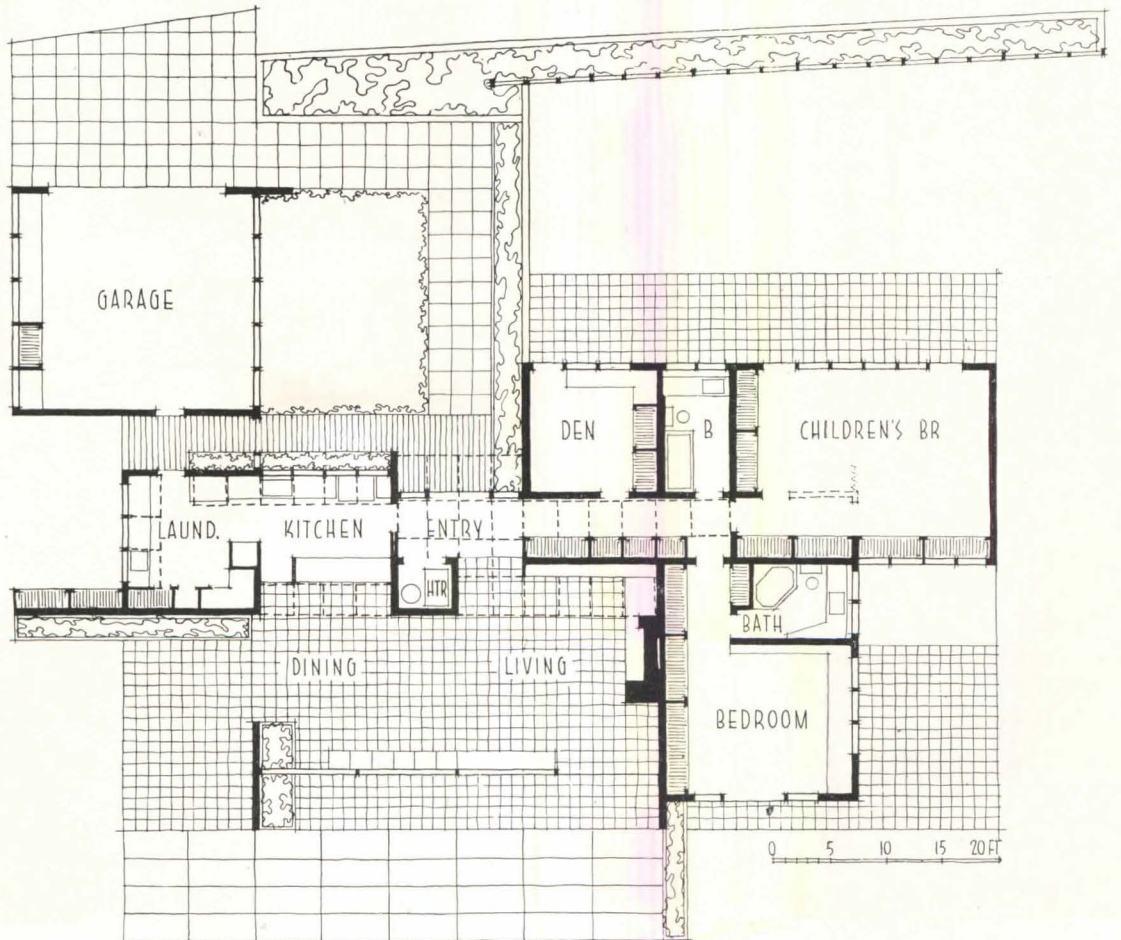 GARAGE
DEN
B
CHILDREN'S BR
LAUND.
KITCHEN
ENTRY
HTR
BATH
DINING
LIVING
BEDROOM
0 5 10 15 20 FT